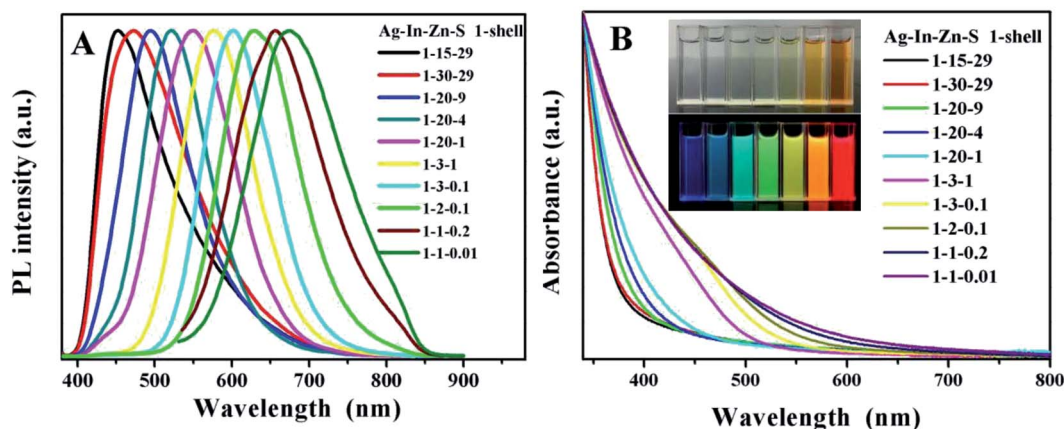 A
Ag-In-Zn-S 1-shell
1-15-29
1-30-29
1-20-9
1-20-4
1-20-1
1-3-1
1-3-0.1
1-2-0.1
1-1-0.2
1-1-0.01
PL intensity (a.u.)
400 500 600 700 800 900
Wavelength (nm)
B
Ag-In-Zn-S 1-shell
1-15-29
1-30-29
1-20-9
1-20-4
1-20-1
1-3-1
1-3-0.1
1-2-0.1
1-1-0.2
1-1-0.01
Absorbance (a.u.)
400 500 600 700 800
Wavelength (nm)